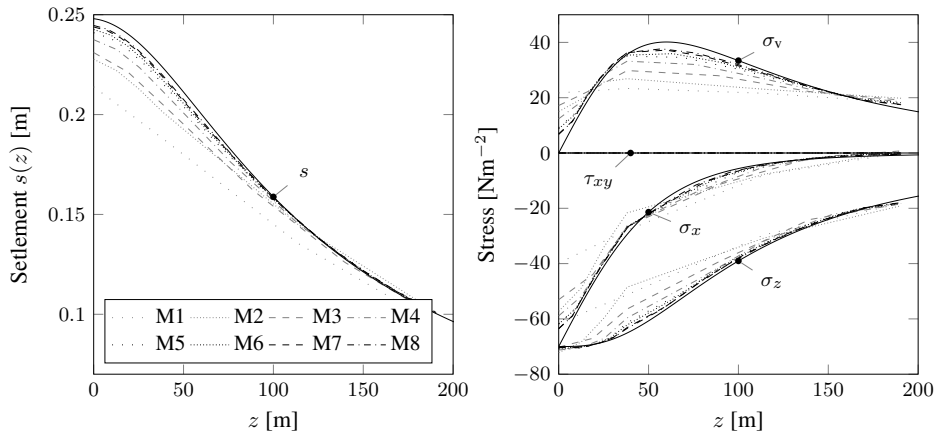 0.25
0.2
0.15
0.1
Setlement s(z) [m]
s
M1 M2 M3 M4
M5 M6 M7 M8
0 50 100 150 200
z [m]
40
20
0
−20
−40
−60
−80
Stress [Nm−2]
σv
τxy
σx
σz
0 50 100 150 200
z [m]